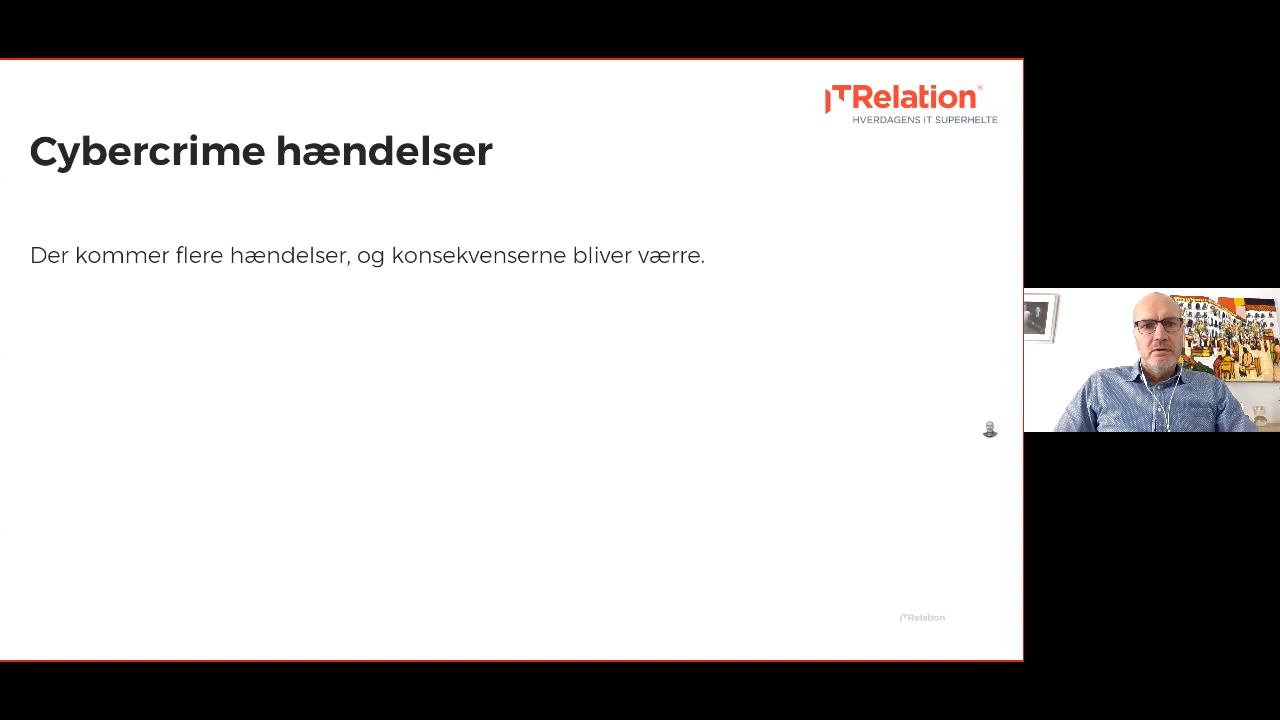 ITRelation®
HVERDAGENS IT SUPERHELTE
Cybercrime hændelser
Der kommer flere hændelser, og konsekvenserne bliver værre.
ITRelation